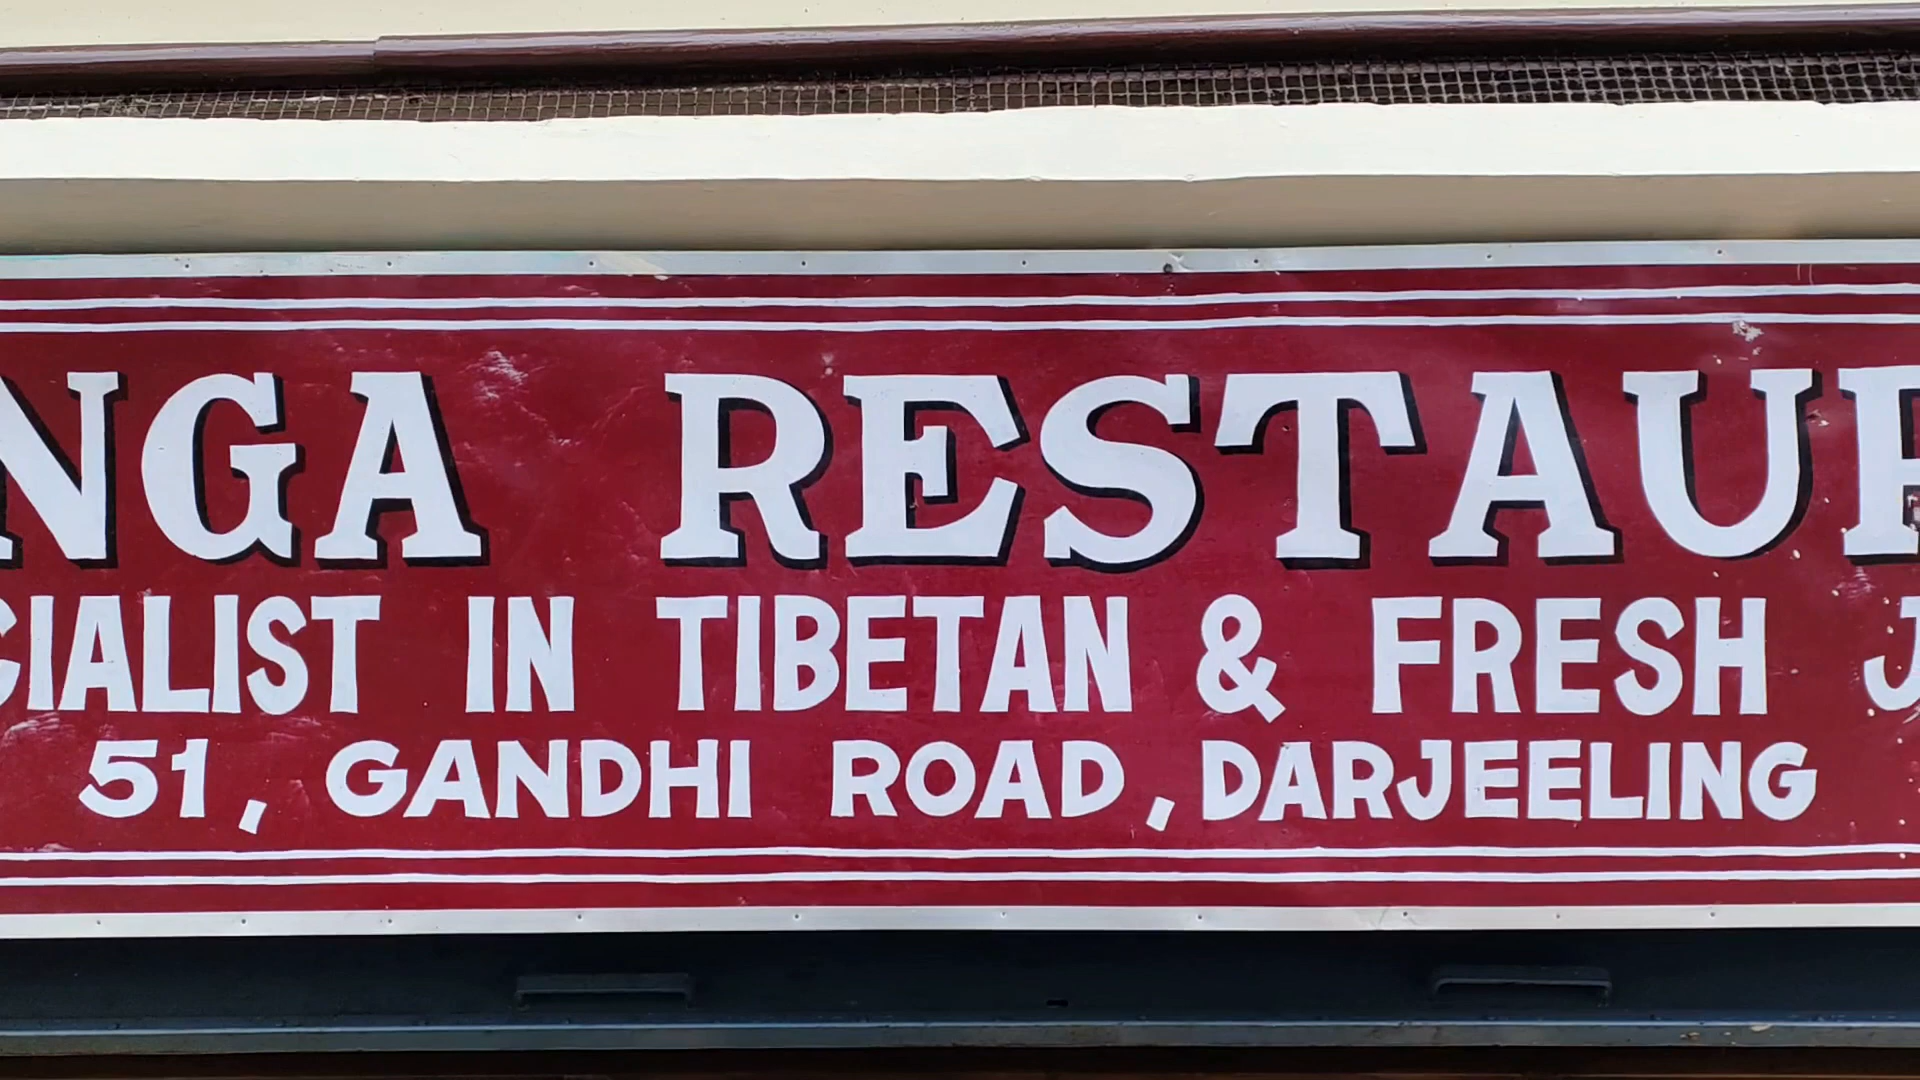 NGA RESTAUR
CIALIST IN TIBETAN & FRESH J
51, GANDHI ROAD, DARJEELING